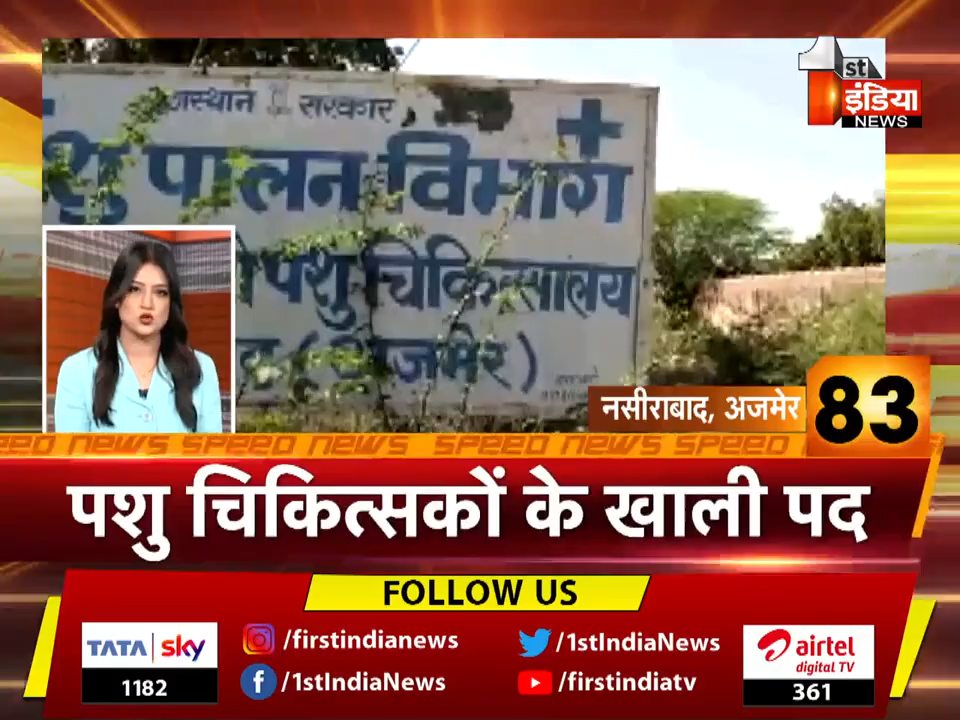 1st
इंडिया
NEWS
राजस्थान सरकार
पशु पालन विभाग
पशु चिकित्सालय
(अजमेर)
नसीराबाद, अजमेर
83
SPEED NEWS SPEED NEWS SPEED NEWS SPEED
पशु चिकित्सकों के खाली पद
FOLLOW US
TATA sky
1182
/firstindianews
/1stIndiaNews
/1stIndiaNews
/firstindiatv
airtel
digital TV
361